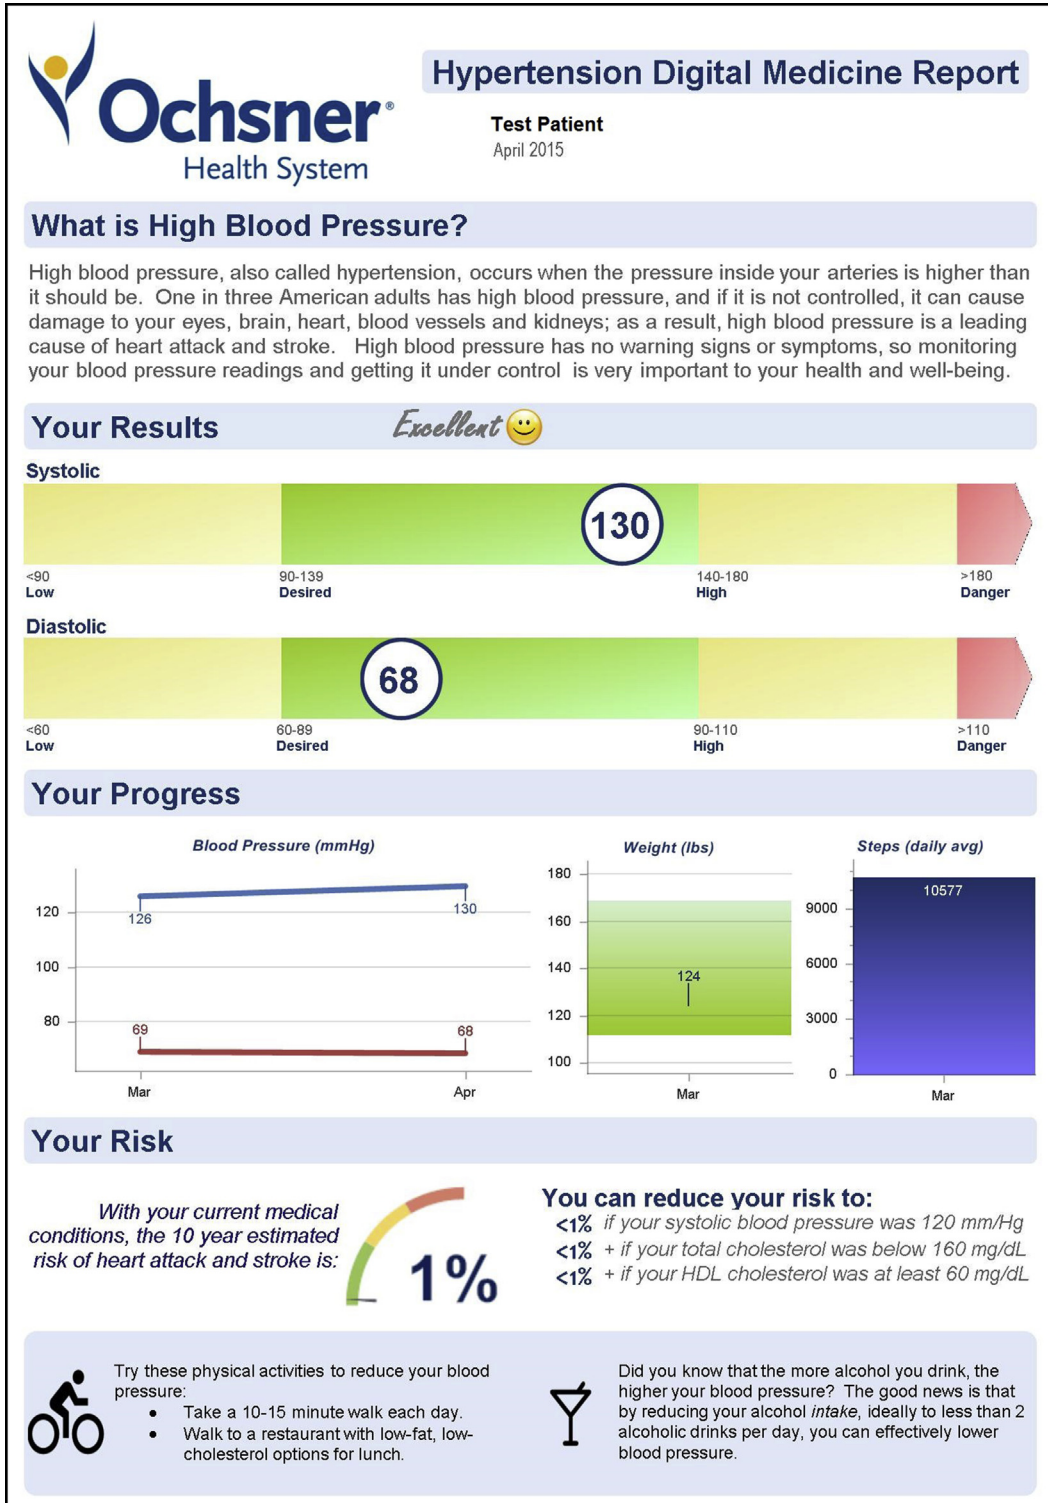 Ochsner®
Health System
Hypertension Digital Medicine Report
Test Patient
April 2015
What is High Blood Pressure?
High blood pressure, also called hypertension, occurs when the pressure inside your arteries is higher than
it should be.  One in three American adults has high blood pressure, and if it is not controlled, it can cause
damage to your eyes, brain, heart, blood vessels and kidneys; as a result, high blood pressure is a leading
cause of heart attack and stroke.   High blood pressure has no warning signs or symptoms, so monitoring
your blood pressure readings and getting it under control  is very important to your health and well-being.
Your Results Excellent
Systolic
130
<90 90-139 140-180 >180
Low Desired High Danger
Diastolic
68
<60 60-89 90-110 >110
Low Desired High Danger
Your Progress
Blood Pressure (mmHg)
120
100
80
126 130
69 68
Mar Apr
Weight (lbs)
180
160
140
120
100
124
Mar
Steps (daily avg)
10577
9000
6000
3000
0
Mar
Your Risk
With your current medical
conditions, the 10 year estimated
risk of heart attack and stroke is:
1%
You can reduce your risk to:
<1% if your systolic blood pressure was 120 mm/Hg
<1% + if your total cholesterol was below 160 mg/dL
<1% + if your HDL cholesterol was at least 60 mg/dL
Try these physical activities to reduce your blood
pressure:
• Take a 10-15 minute walk each day.
• Walk to a restaurant with low-fat, low-
cholesterol options for lunch.
Did you know that the more alcohol you drink, the
higher your blood pressure?  The good news is that
by reducing your alcohol intake, ideally to less than 2
alcoholic drinks per day, you can effectively lower
blood pressure.